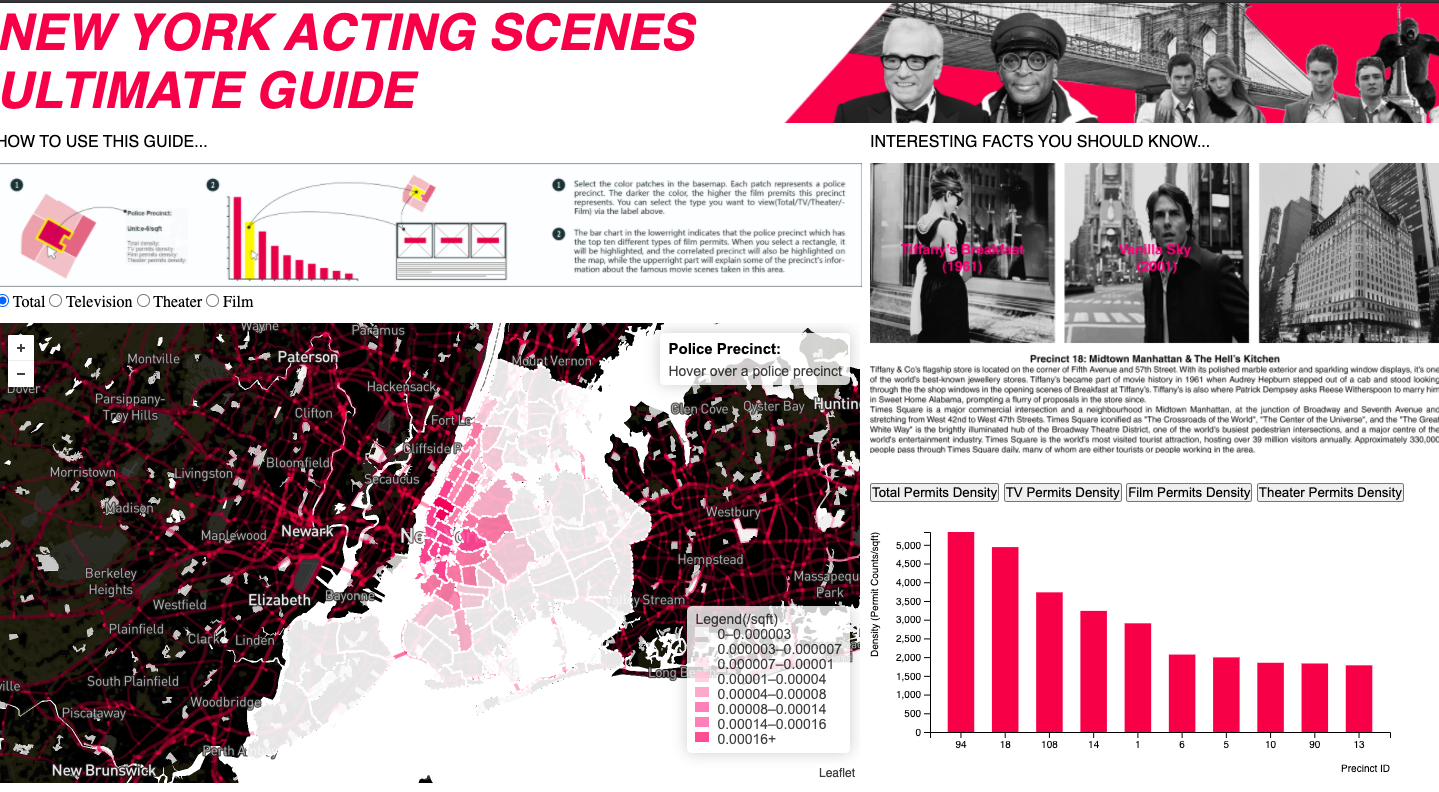 NEW YORK ACTING SCENES
ULTIMATE GUIDE
HOW TO USE THIS GUIDE...
1
2
Police Precinct:
Unit:e-6/sqft
Total density:
TV permits density:
Film permits density:
Theater permits density:
1 Select the color patches in the basemap. Each patch represents a police
precinct. The darker the color, the higher the film premits this precinct
represents. You can select the type you want to view(Total/TV/Theater/-
Film) via the label above.
2 The bar chart in the lowerright indicates that the police precinct which has
the top ten different types of film permits. When you select a rectangle, it
will be highlighted, and the correlated precinct will also be highlighted on
the map, while the upperright part will explain some of the precinct's infor-
mation about the famous movie scenes taken in this area.
Total Television Theater Film
+
−
Wayne
Paramus
Montville
Paterson
Mount Vernon
Dover
Hackensack
Parsippany-
Troy Hills
Clifton
Fort Le
Glen Cove
Oyster Bay
Huntin
Cliffside P
Bloomfield
Morristown
Livingston
Secaucus
Madison
Westbury
Maplewood
Newark
Ne
Hempstead
Berkeley
Heights
Massapequ
Park
Elizabeth
Bayonne
Westfield
ley Stream
Plainfield
Clark
Linden
South Plainfield
Long Be
ville
Woodbridge
Piscataway
Perth Amb
New Brunswick
Police Precinct:
Hover over a police precinct
Legend(/sqft)
0–0.000003
0.000003–0.000007
0.000007–0.00001
0.00001–0.00004
0.00004–0.00008
0.00008–0.00014
0.00014–0.00016
0.00016+
Leaflet
INTERESTING FACTS YOU SHOULD KNOW...
Tiffany's Breakfast
(1961)
Vanilla Sky
(2001)
Precinct 18: Midtown Manhattan & The Hell's Kitchen
Tiffany & Co's flagship store is located on the corner of Fifth Avenue and 57th Street. With its polished marble exterior and sparkling window displays, it's one
of the world's best-known jewellery stores. Tiffany's became part of movie history in 1961 when Audrey Hepburn stepped out of a cab and stood looking
through the the shop windows in the opening scenes of Breakfast at Tiffany's. Tiffany's is also where Patrick Dempsey asks Reese Witherspoon to marry him
in Sweet Home Alabama, prompting a flurry of proposals in the store since.
Times Square is a major commercial intersection and a neighbourhood in Midtown Manhattan, at the junction of Broadway and Seventh Avenue and
stretching from West 42nd to West 47th Streets. Times Square iconified as "The Crossroads of the World", "The Center of the Universe", and the "The Great
White Way" is the brightly illuminated hub of the Broadway Theatre District, one of the world's busiest pedestrian intersections, and a major centre of the
world's entertainment industry. Times Square is the world's most visited tourist attraction, hosting over 39 million visitors annually. Approximately 330,000
people pass through Times Square daily, many of whom are either tourists or people working in the area.
Total Permits Density
TV Permits Density
Film Permits Density
Theater Permits Density
Density (Permit Counts/sqft)
5,000
4,500
4,000
3,500
3,000
2,500
2,000
1,500
1,000
500
0
94 18 108 14 1 6 5 10 90 13
Precinct ID